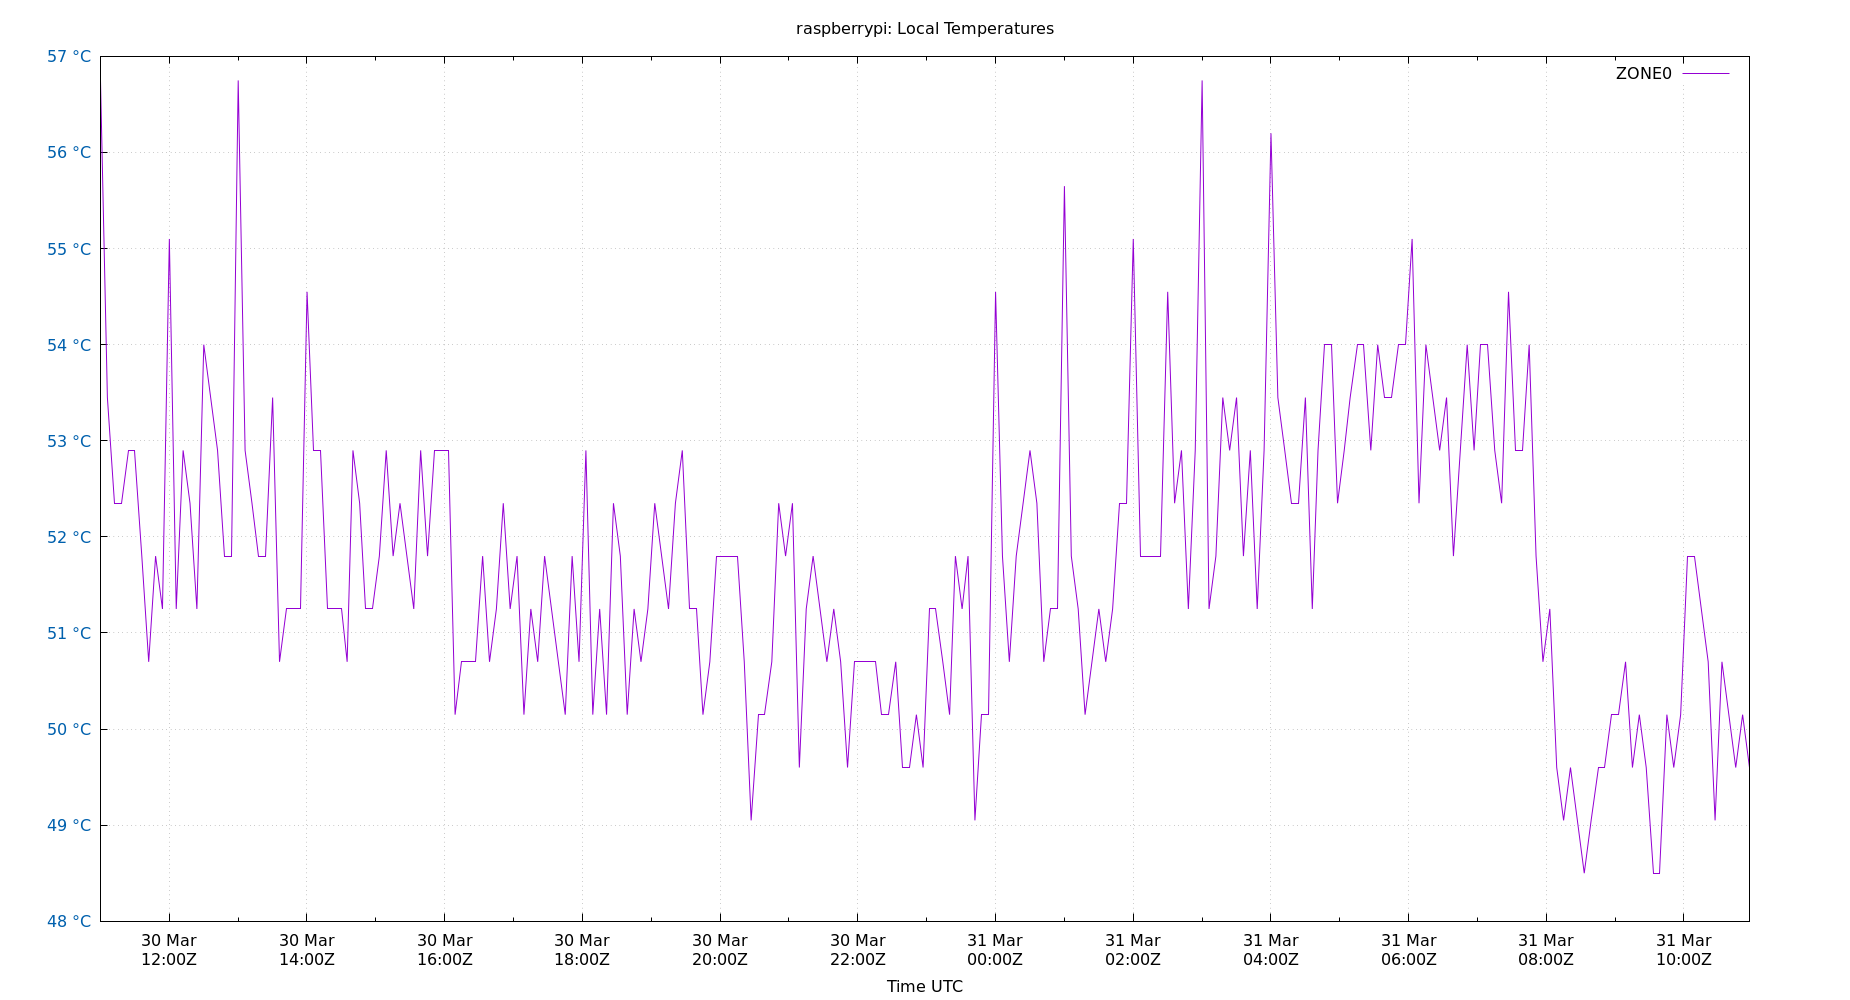 raspberrypi: Local Temperatures
ZONE0
57 °C
56 °C
55 °C
54 °C
53 °C
52 °C
51 °C
50 °C
49 °C
48 °C
30 Mar 30 Mar 30 Mar 30 Mar 30 Mar 30 Mar 31 Mar 31 Mar 31 Mar 31 Mar 31 Mar 31 Mar
12:00Z 14:00Z 16:00Z 18:00Z 20:00Z 22:00Z 00:00Z 02:00Z 04:00Z 06:00Z 08:00Z 10:00Z
Time UTC